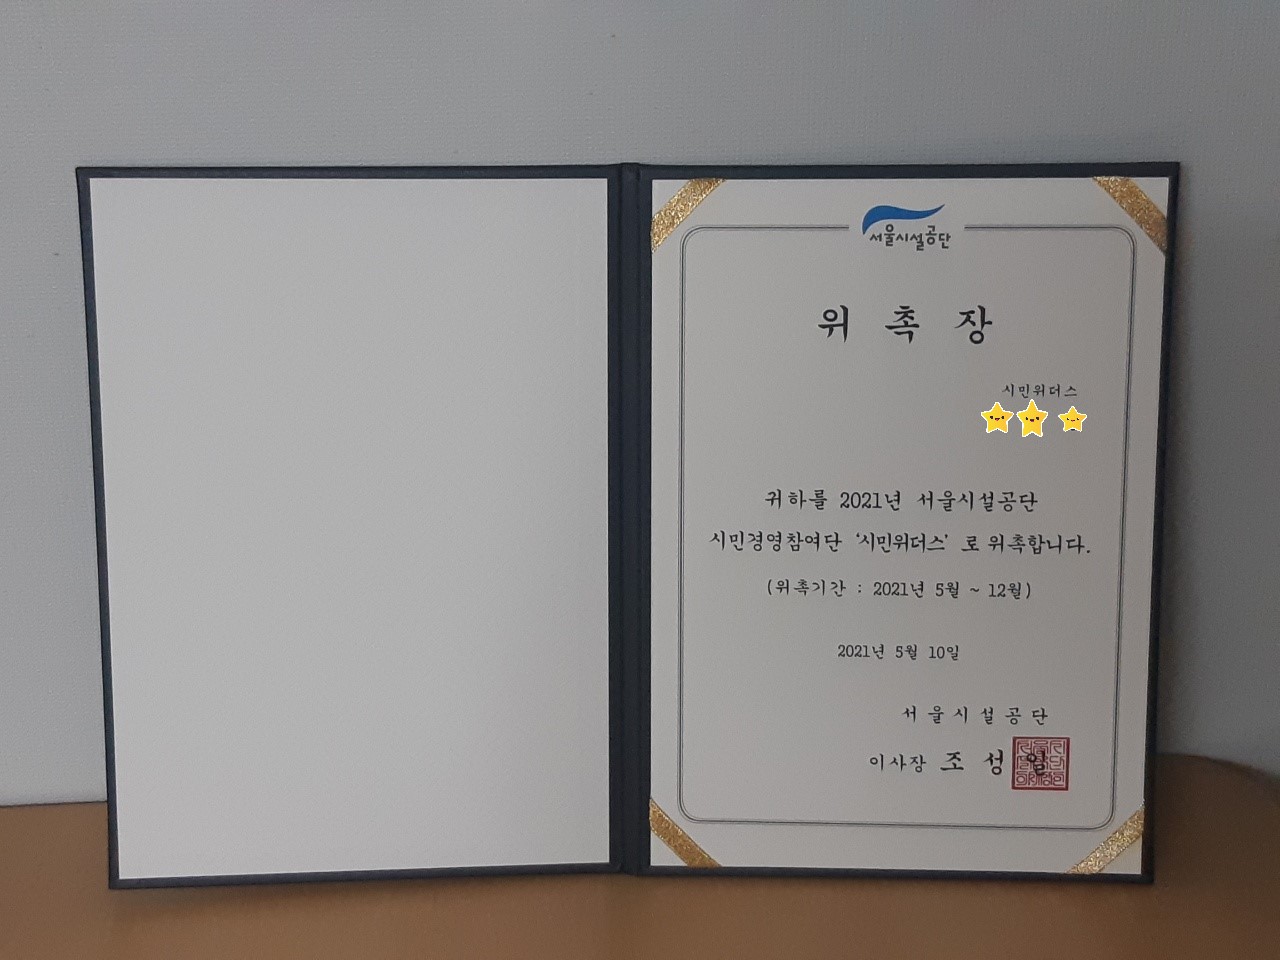 서울시설공단
위 촉 장
시민위더스
귀하를 2021년 서울시설공단
시민경영참여단 ‘시민위더스’ 로 위촉합니다.
(위촉기간 : 2021년 5월 ~ 12월)
2021년 5월 10일
서 울 시 설 공 단
이사장 조 성 일